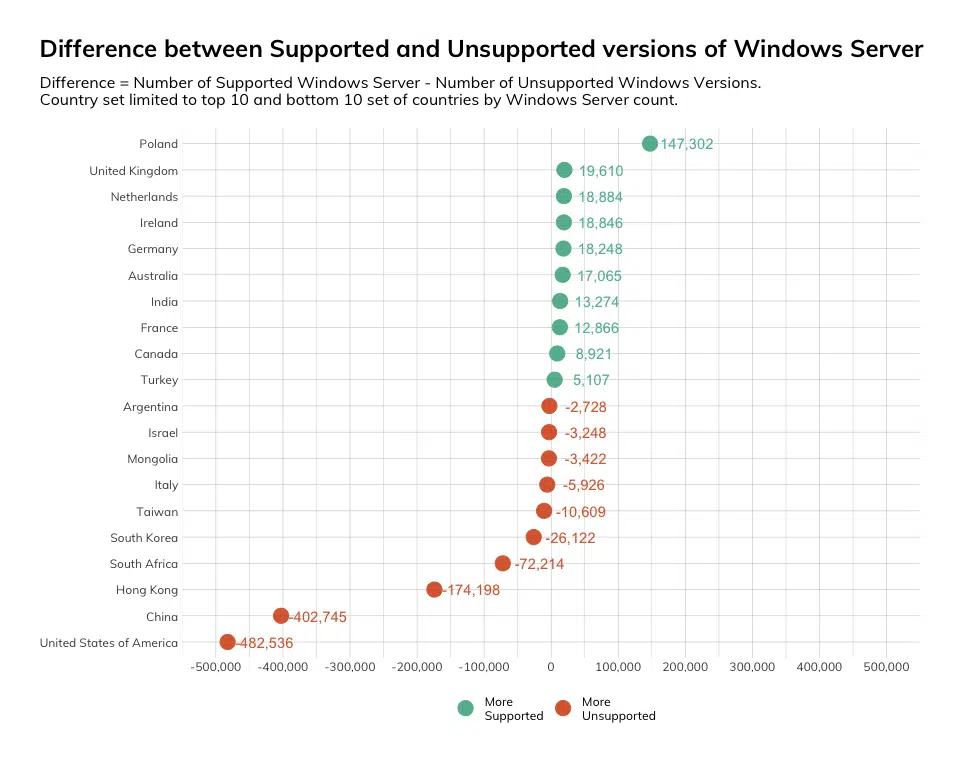 Difference between Supported and Unsupported versions of Windows Server
Difference = Number of Supported Windows Server - Number of Unsupported Windows Versions.
Country set limited to top 10 and bottom 10 set of countries by Windows Server count.
Poland 147,302
United Kingdom 19,610
Netherlands 18,884
Ireland 18,846
Germany 18,248
Australia 17,065
India 13,274
France 12,866
Canada 8,921
Turkey 5,107
Argentina -2,728
Israel -3,248
Mongolia -3,422
Italy -5,926
Taiwan -10,609
South Korea -26,122
South Africa -72,214
Hong Kong -174,198
China -402,745
United States of America -482,536
-500,000 -400,000 -300,000 -200,000 -100,000 0 100,000 200,000 300,000 400,000 500,000
More Supported
More Unsupported